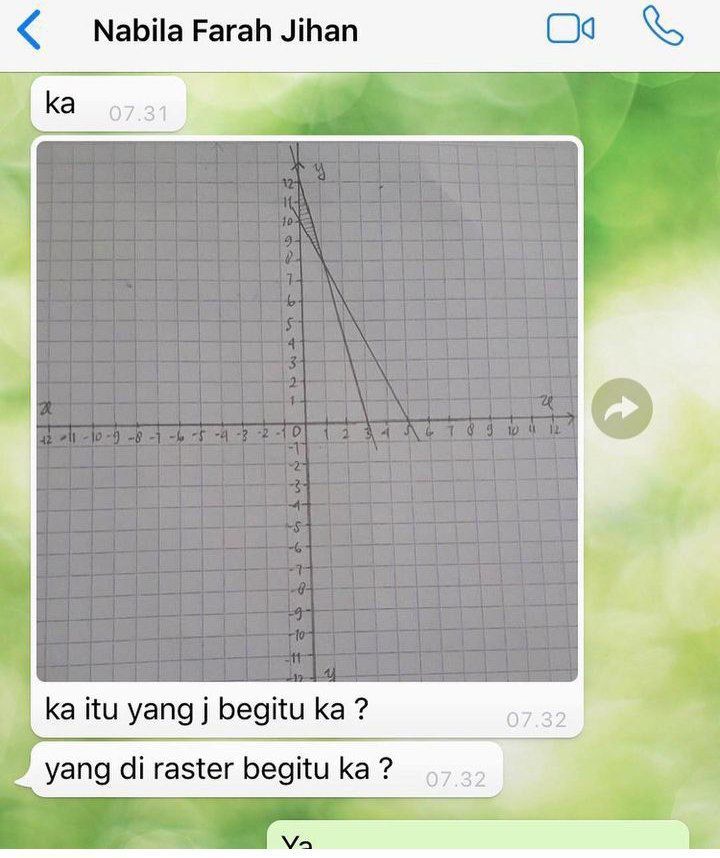 Nabila Farah Jihan
ka 07.31
y
12
11
10
9
8
7
6
5
4
3
2
1
x x
-12 -11 -10 -9 -8 -7 -6 -5 -4 -3 -2 -1 0 1 2 3 4 5 6 7 8 9 10 11 12
-1
-2
-3
-4
-5
-6
-7
-8
-9
-10
-11
-12
y
ka itu yang j begitu ka ? 07.32
yang di raster begitu ka ? 07.32
Ya